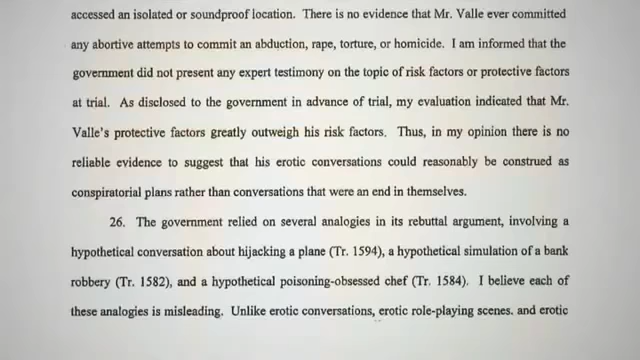 accessed an isolated or soundproof location. There is no evidence that Mr. Valle ever committed
any abortive attempts to commit an abduction, rape, torture, or homicide. I am informed that the
government did not present any expert testimony on the topic of risk factors or protective factors
at trial. As disclosed to the government in advance of trial, my evaluation indicated that Mr.
Valle's protective factors greatly outweigh his risk factors. Thus, in my opinion there is no
reliable evidence to suggest that his erotic conversations could reasonably be construed as
conspiratorial plans rather than conversations that were an end in themselves.
26. The government relied on several analogies in its rebuttal argument, involving a
hypothetical conversation about hijacking a plane (Tr. 1594), a hypothetical simulation of a bank
robbery (Tr. 1582), and a hypothetical poisoning-obsessed chef (Tr. 1584). I believe each of
these analogies is misleading. Unlike erotic conversations, erotic role-playing scenes, and erotic